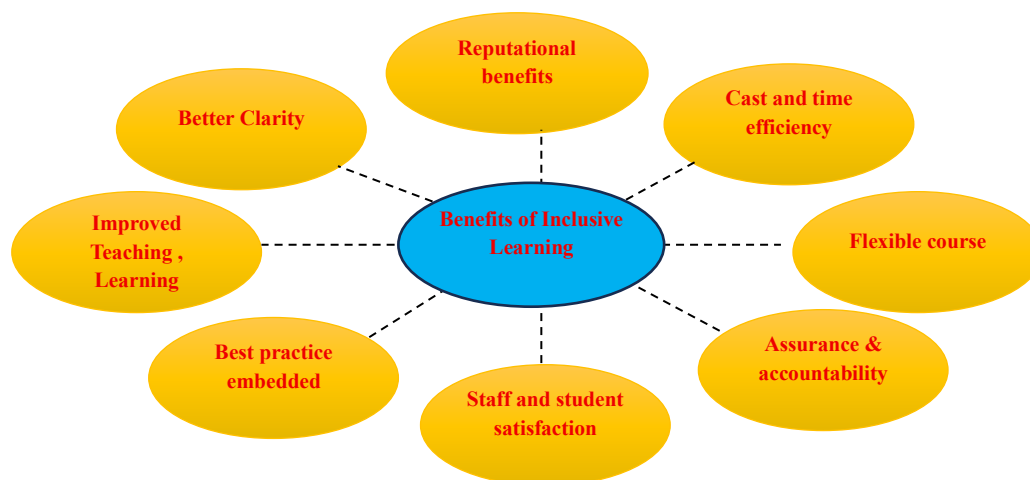 Reputational
benefits
Better Clarity
Cast and time
efficiency
Improved
Teaching ,
Learning
Benefits of Inclusive
Learning
Flexible course
Best practice
embedded
Staff and student
satisfaction
Assurance &
accountability